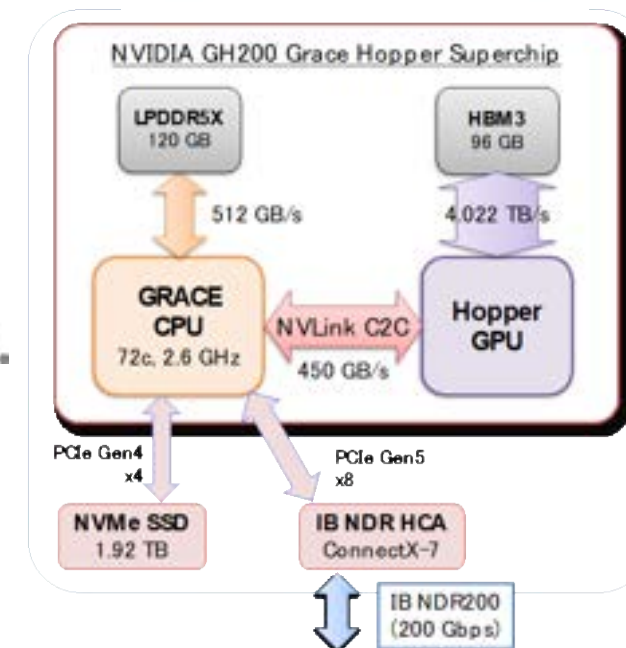 NVIDIA GH200 Grace Hopper Superchip
LPDDR5X
120 GB
HBM3
96 GB
512 GB/s
4.022 TB/s
GRACE
CPU
72c, 2.6 GHz
NVLink C2C
450 GB/s
Hopper
GPU
PCIe Gen4
x4
PCIe Gen5
x8
NVMe SSD
1.92 TB
IB NDR HCA
ConnectX-7
IB NDR200
(200 Gbps)